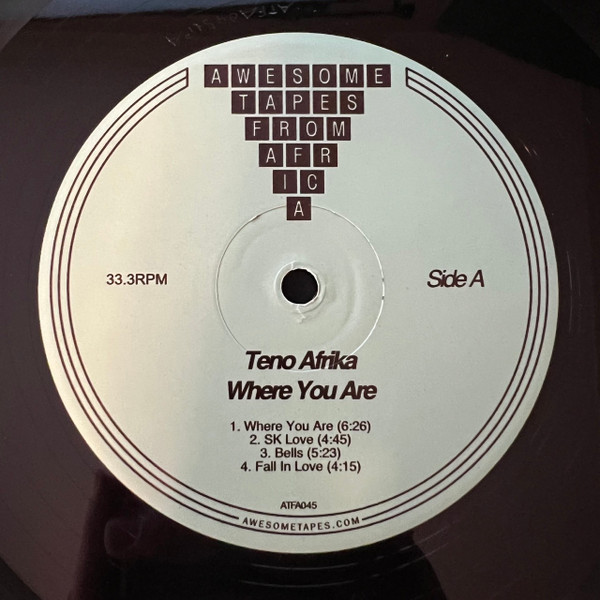 AWESOME
TAPES
FROM
AFR
IC
A
33.3RPM
Side A
Teno Afrika
Where You Are
1. Where You Are (6:26)
2. SK Love (4:45)
3. Bells (5:23)
4. Fall In Love (4:15)
ATFA045
AWESOMETAPES.COM